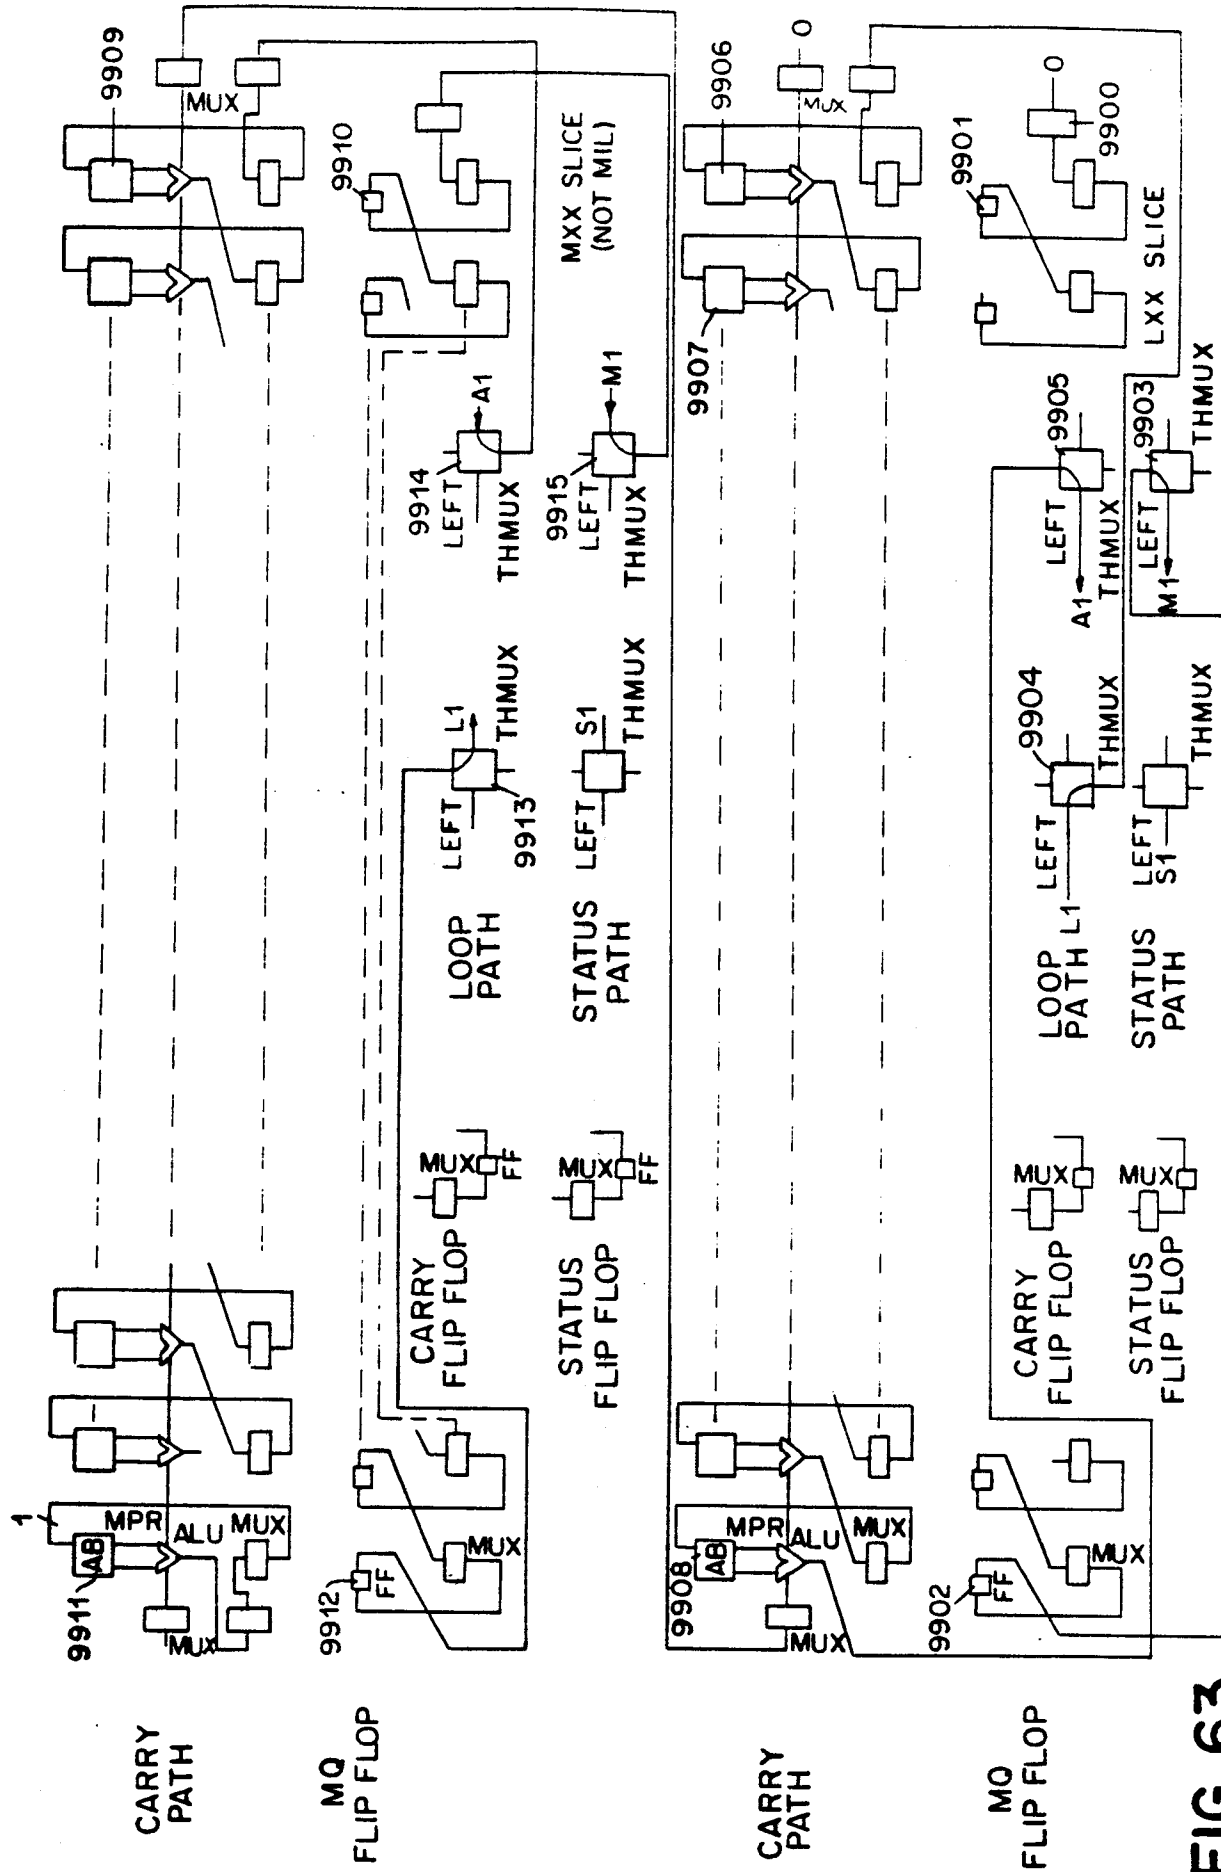 9909
MUX
9910
MXX SLICE
(NOT MIL)
9914
LEFT
A1
THMUX
9915
LEFT
M1
THMUX
L1
THMUX
LEFT
9913
S1
THMUX
LEFT
LOOP
PATH
STATUS
PATH
MUX
FF
CARRY
FLIP FLOP
MUX
FF
STATUS
FLIP FLOP
1
9911
AB
MPR
ALU
MUX
MUX
9912
FF
MUX
CARRY
PATH
MQ
FLIP FLOP
0
9906
MUX
9907
9901
0
9900
LXX SLICE
9905
LEFT
A1
THMUX
9903
LEFT
M1
THMUX
9904
LEFT
THMUX
LOOP
PATH
L1
LEFT
S1
THMUX
STATUS
PATH
MUX
CARRY
FLIP FLOP
MUX
STATUS
FLIP FLOP
9908
AB
MPR
ALU
MUX
MUX
9902
FF
MUX
CARRY
PATH
MQ
FLIP FLOP
FIG 63